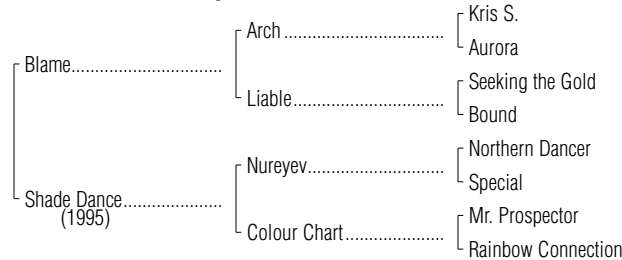 Kris S.
Arch
Aurora
Blame
Seeking the Gold
Liable
Bound
Northern Dancer
Nureyev
Special
Shade Dance
(1995)
Mr. Prospector
Colour Chart
Rainbow Connection